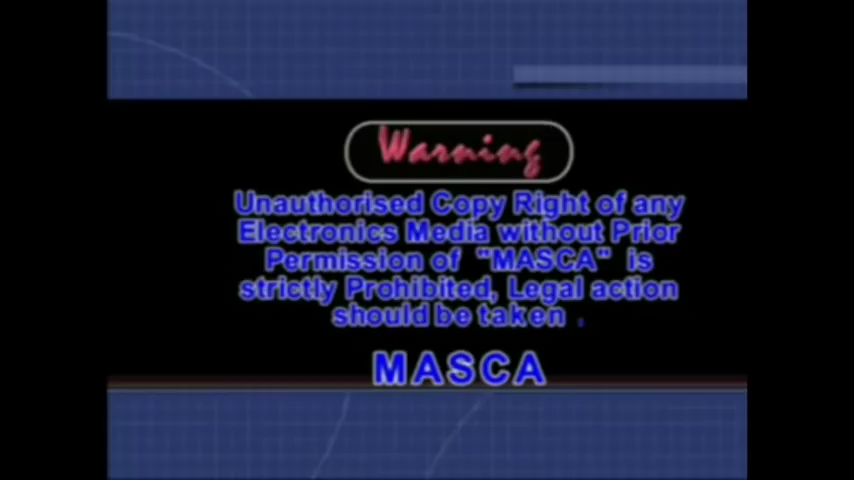 Warning
Unauthorised Copy Right of any
Electronics Media without Prior
Permission of "MASCA" is
strictly Prohibited, Legal action
should be taken .
MASCA